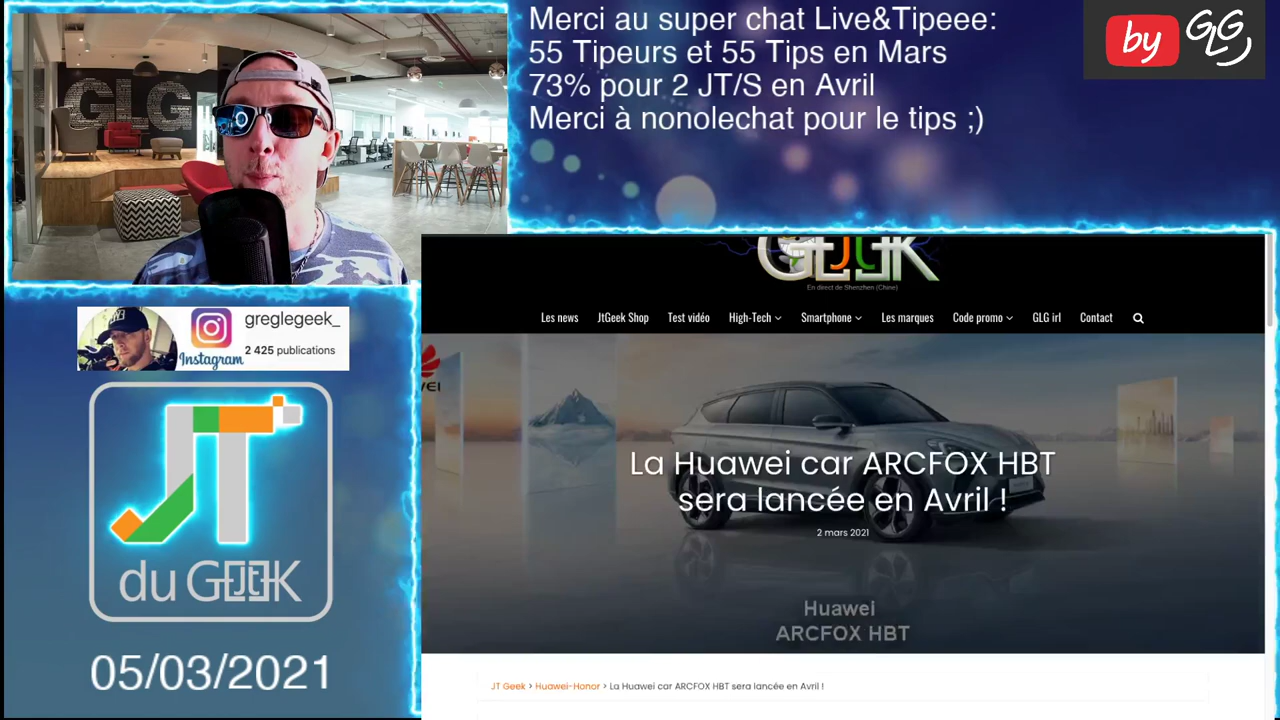 Merci au super chat Live&Tipeee:
55 Tipeurs et 55 Tips en Mars
73% pour 2 JT/S en Avril
Merci à nonolechat pour le tips ;)
by GLG
GLG
greglegeek_
Instagram
2 425 publications
JT
du GEEK
05/03/2021
GEEK
En direct de Shenzhen (Chine)
Les news JtGeek Shop Test vidéo High-Tech Smartphone Les marques Code promo GLG irl Contact
La Huawei car ARCFOX HBT
sera lancée en Avril !
2 mars 2021
Huawei
ARCFOX HBT
JT Geek > Huawei-Honor > La Huawei car ARCFOX HBT sera lancée en Avril !